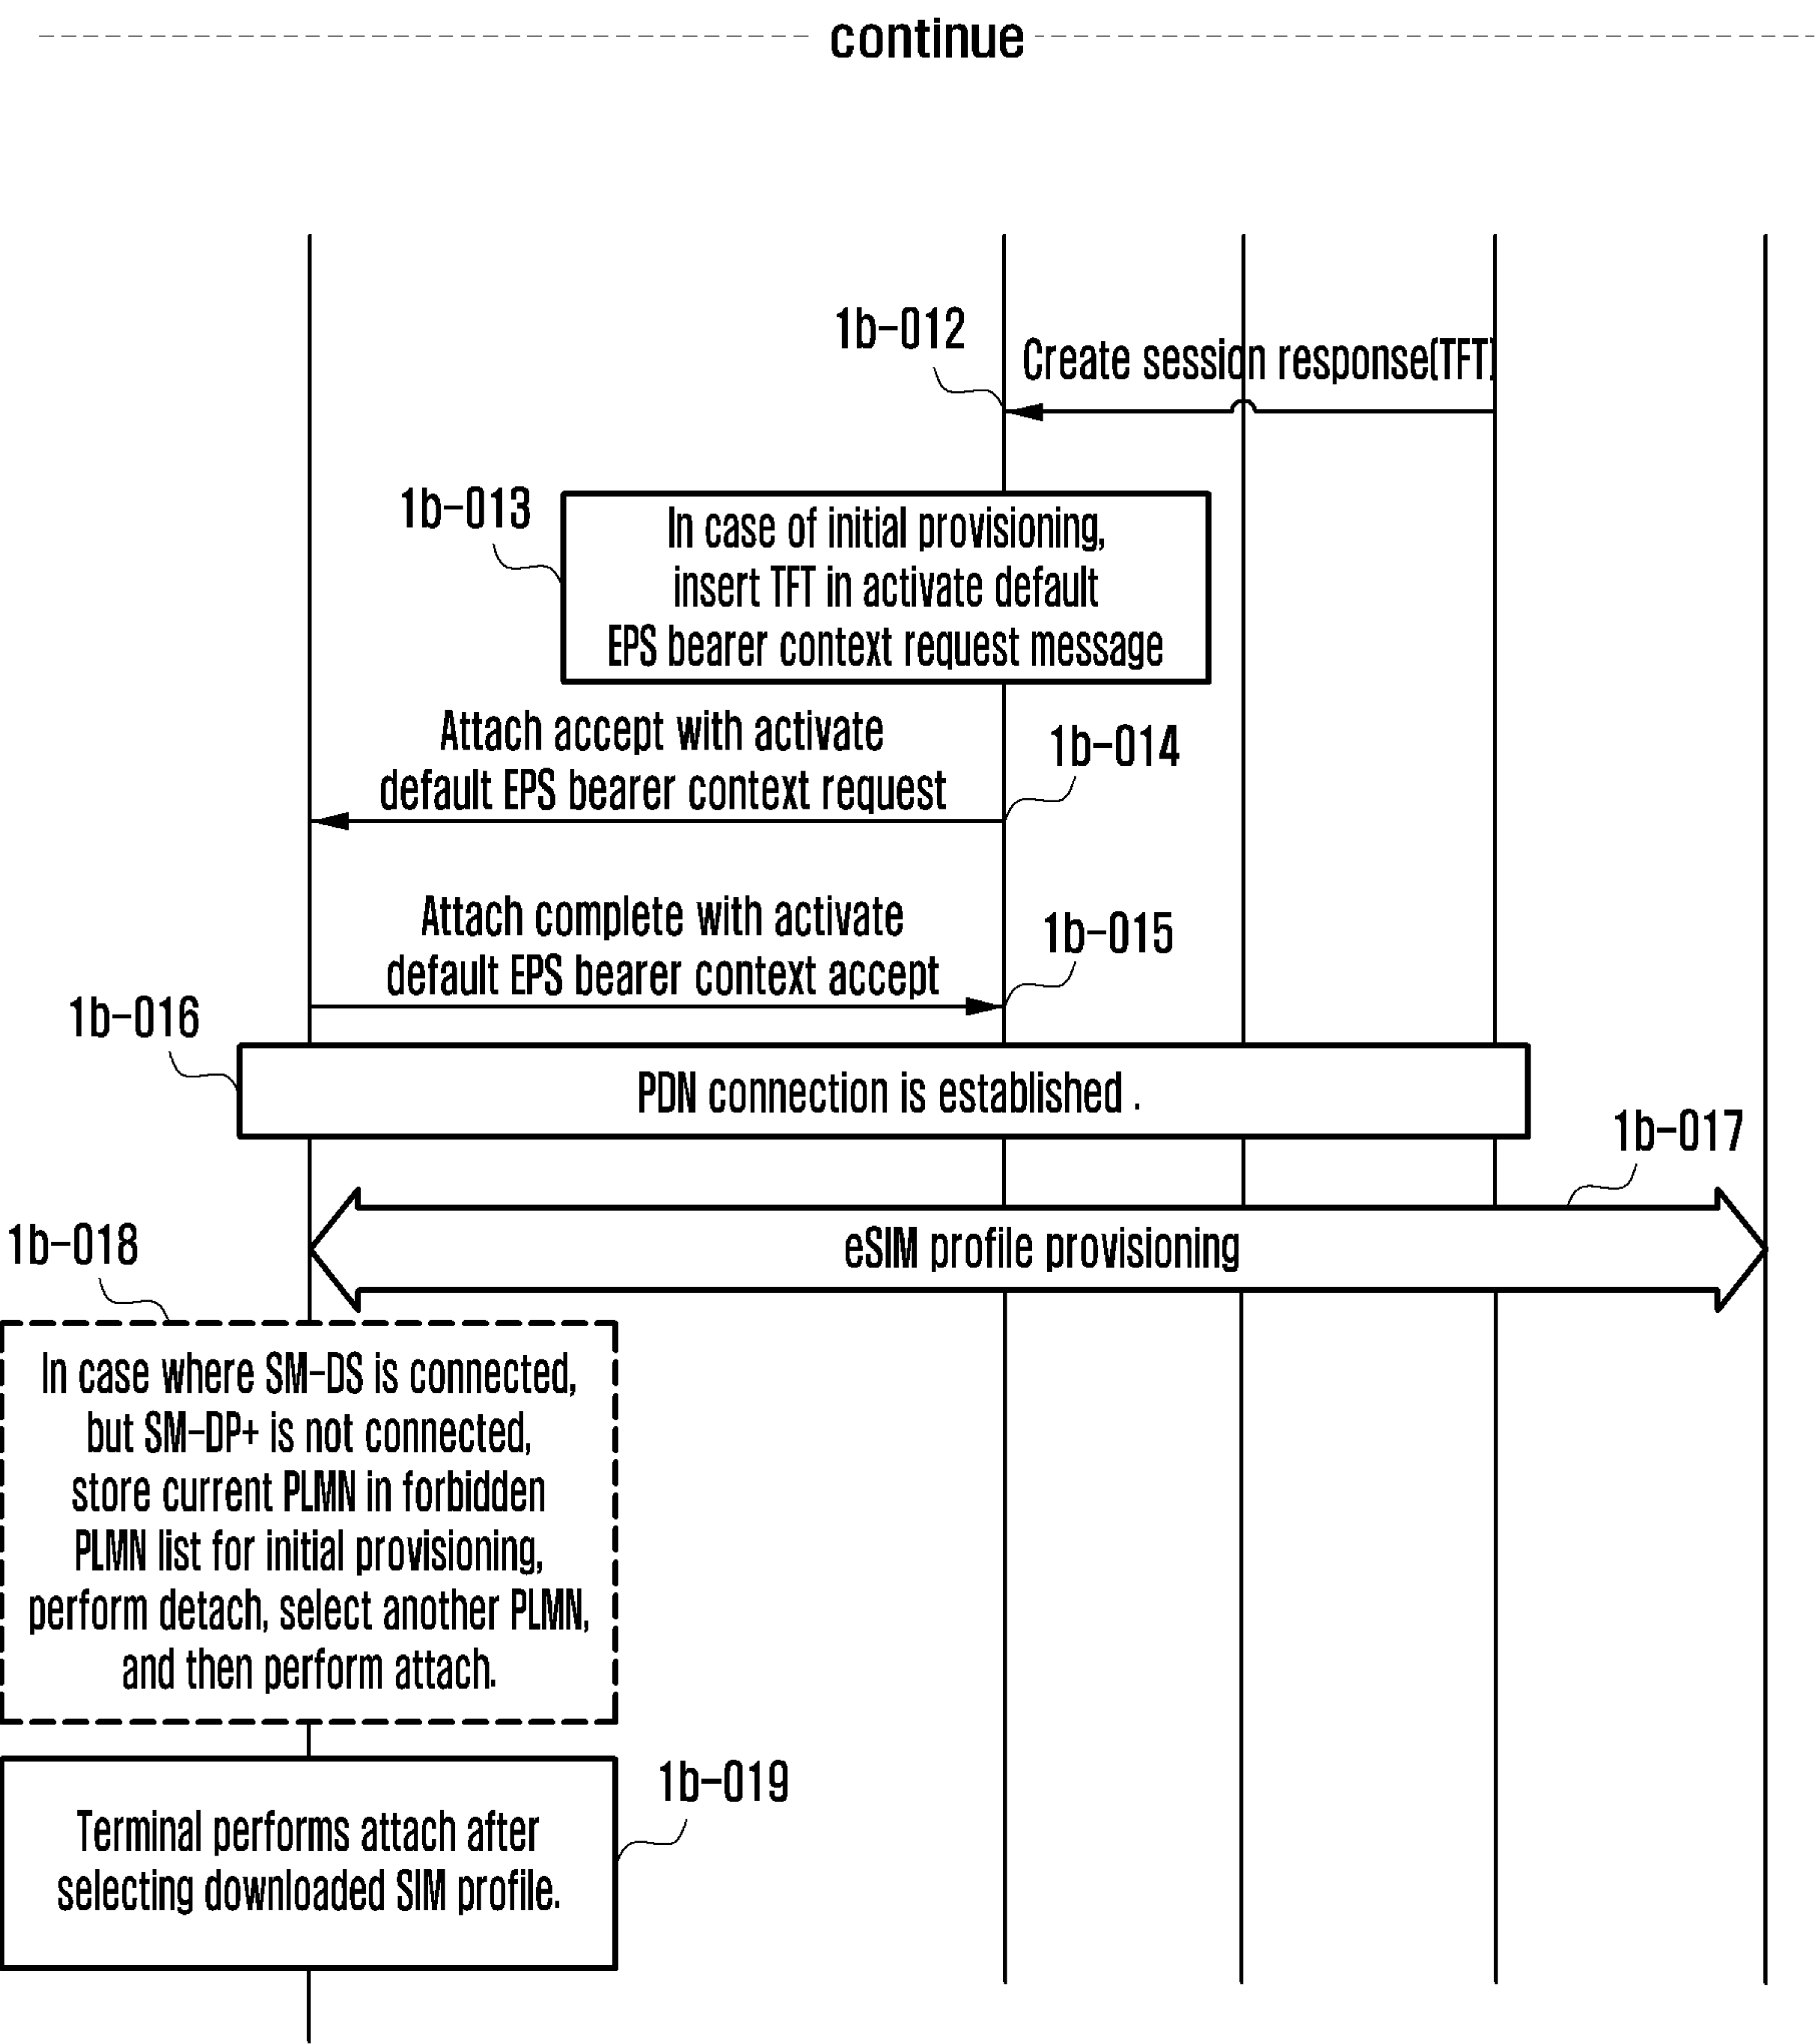 continue
1b-012
Create session response(TFT)
1b-013
In case of initial provisioning,
insert TFT in activate default
EPS bearer context request message
Attach accept with activate
default EPS bearer context request
1b-014
Attach complete with activate
default EPS bearer context accept
1b-015
1b-016
PDN connection is established .
1b-017
eSIM profile provisioning
1b-018
In case where SM-DS is connected,
but SM-DP+ is not connected,
store current PLMN in forbidden
PLMN list for initial provisioning,
perform detach, select another PLMN,
and then perform attach.
1b-019
Terminal performs attach after
selecting downloaded SIM profile.